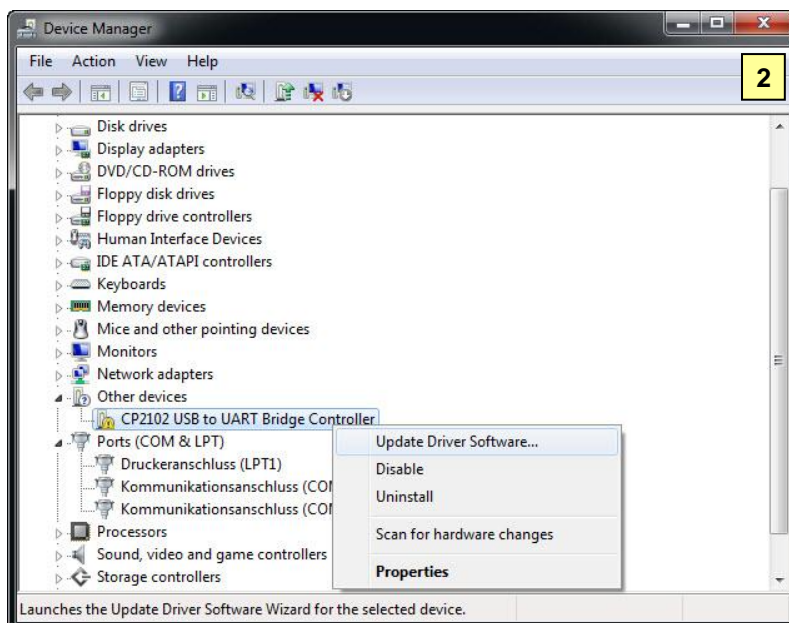 Device Manager
File Action View Help
2
Disk drives
Display adapters
DVD/CD-ROM drives
Floppy disk drives
Floppy drive controllers
Human Interface Devices
IDE ATA/ATAPI controllers
Keyboards
Memory devices
Mice and other pointing devices
Monitors
Network adapters
Other devices
CP2102 USB to UART Bridge Controller
Ports (COM & LPT)
Druckeranschluss (LPT1)
Kommunikationsanschluss (CO
Kommunikationsanschluss (CO
Processors
Sound, video and game controllers
Storage controllers
Update Driver Software...
Disable
Uninstall
Scan for hardware changes
Properties
Launches the Update Driver Software Wizard for the selected device.